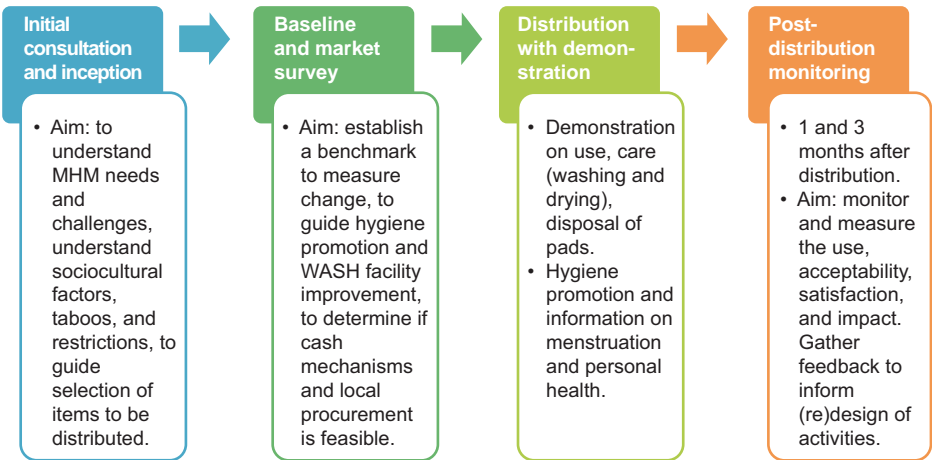 Initial
consultation
and inception
• Aim: to
understand
MHM needs
and
challenges,
understand
sociocultural
factors,
taboos, and
restrictions, to
guide
selection of
items to be
distributed.
Baseline
and market
survey
• Aim: establish
a benchmark
to measure
change, to
guide hygiene
promotion and
WASH facility
improvement,
to determine if
cash
mechanisms
and local
procurement
is feasible.
Distribution
with demon-
stration
• Demonstration
on use, care
(washing and
drying),
disposal of
pads.
• Hygiene
promotion and
information on
menstruation
and personal
health.
Post-
distribution
monitoring
• 1 and 3
months after
distribution.
• Aim: monitor
and measure
the use,
acceptability,
satisfaction,
and impact.
Gather
feedback to
inform
(re)design of
activities.